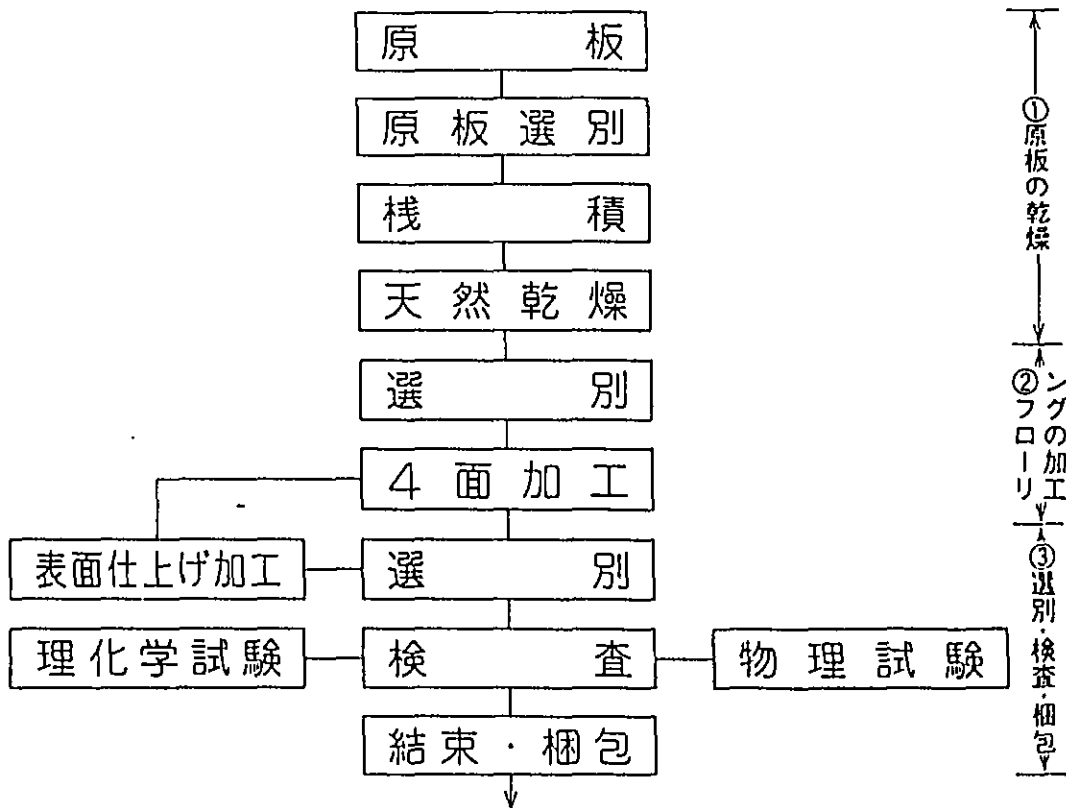 原板
原板選別
桟積
天然乾燥
選別
4面加工
表面仕上げ加工
選別
理化学試験
検査
物理試験
結束・梱包
①原板の乾燥
②フローリ
ングの加工
③選別・検査・梱包